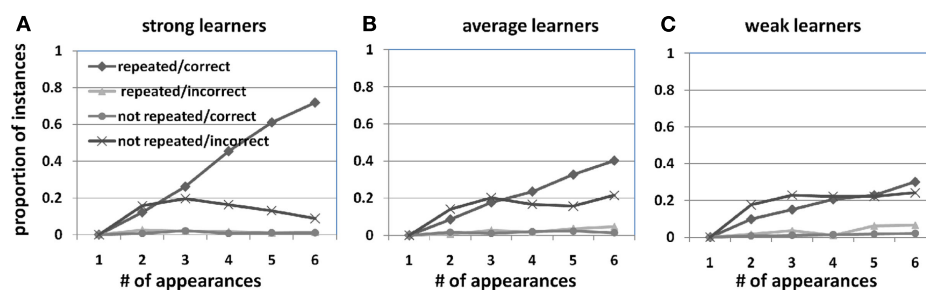 A strong learners
B average learners
C weak learners
proportion of instances
1
0.8
0.6
0.4
0.2
0
repeated/correct
repeated/incorrect
not repeated/correct
not repeated/incorrect
1 2 3 4 5 6
# of appearances
1
0.8
0.6
0.4
0.2
0
1 2 3 4 5 6
# of appearances
1
0.8
0.6
0.4
0.2
0
1 2 3 4 5 6
# of appearances